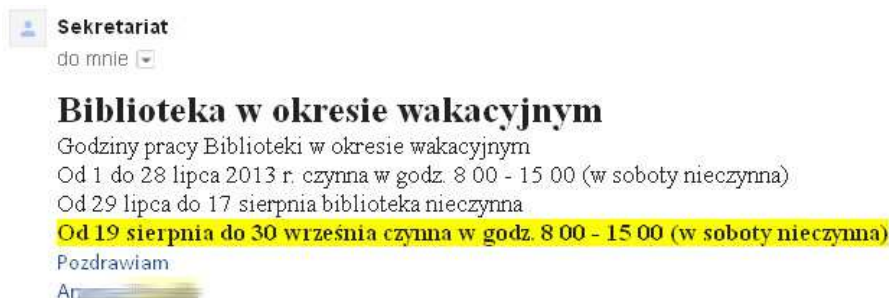 Sekretariat
do mnie
Biblioteka w okresie wakacyjnym
Godziny pracy Biblioteki w okresie wakacyjnym
Od 1 do 28 lipca 2013 r. czynna w godz. 8 00 - 15 00 (w soboty nieczynna)
Od 29 lipca do 17 sierpnia biblioteka nieczynna
Od 19 sierpnia do 30 września czynna w godz. 8 00 - 15 00 (w soboty nieczynna)
Pozdrawiam